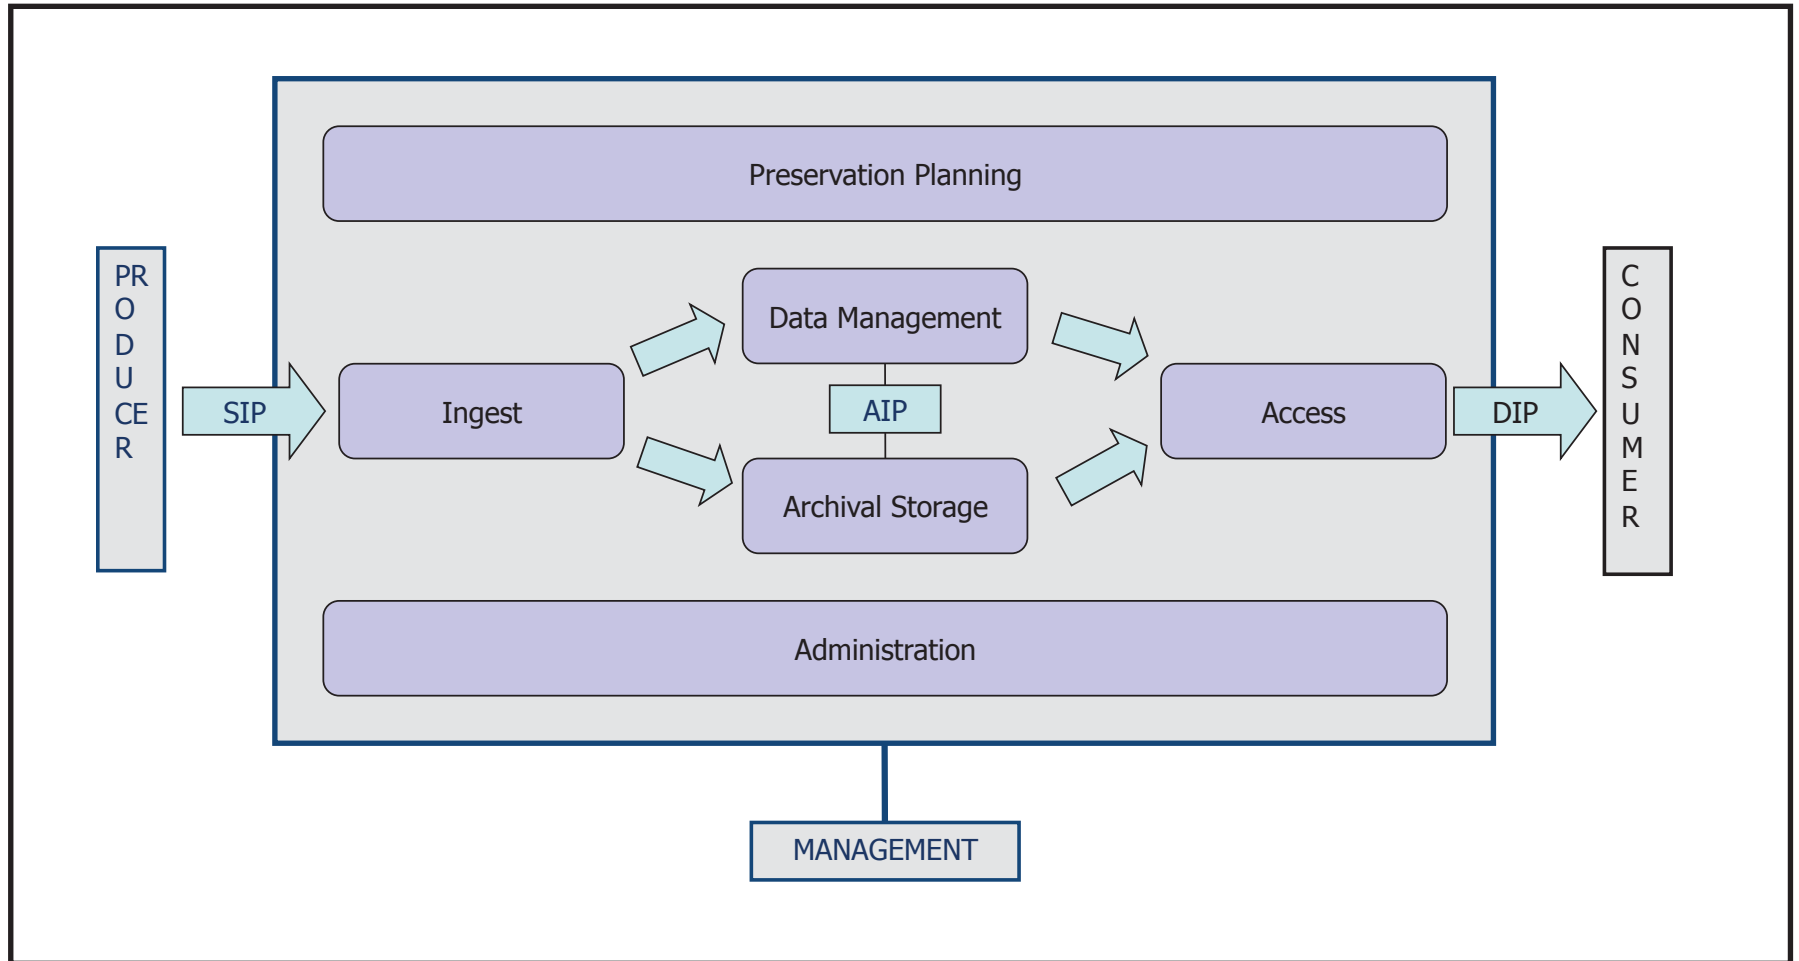 Preservation Planning
PR
O
D
U
CE
R
SIP
Ingest
Data Management
AIP
Archival Storage
Access
DIP
C
O
N
S
U
M
E
R
Administration
MANAGEMENT